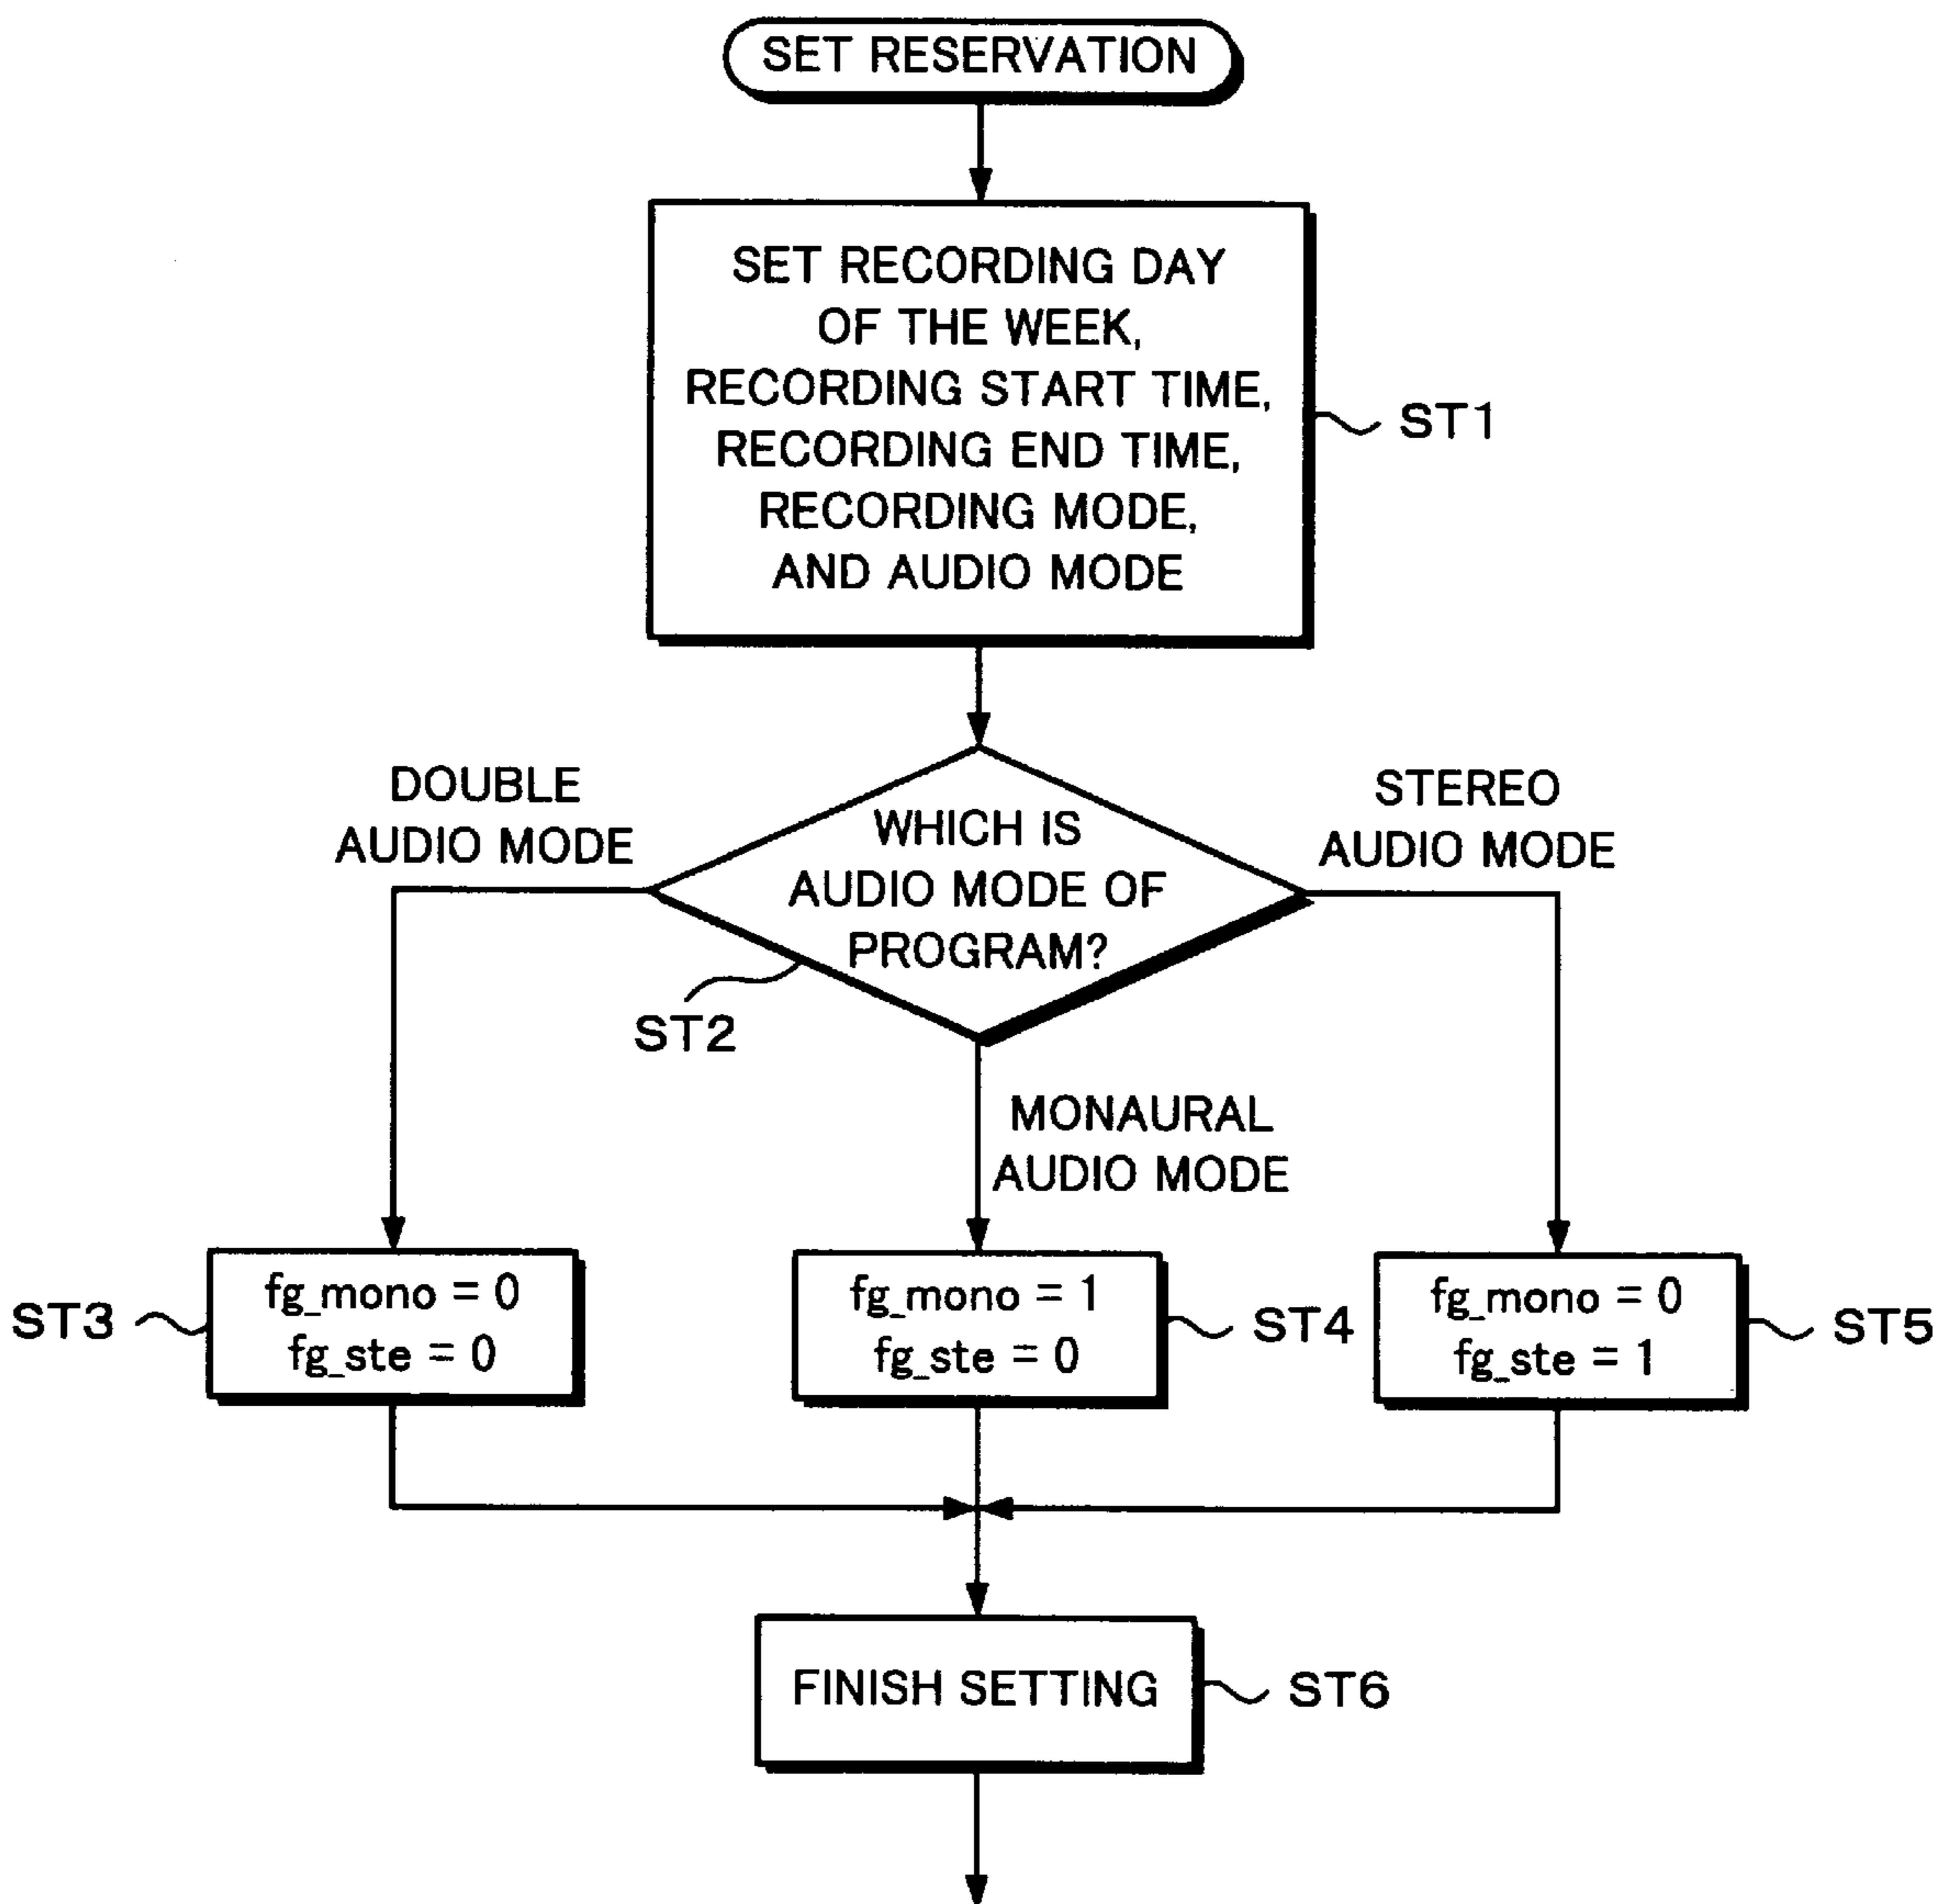 SET RESERVATION
SET RECORDING DAY
OF THE WEEK,
RECORDING START TIME,
RECORDING END TIME,
RECORDING MODE,
AND AUDIO MODE
ST1
DOUBLE
AUDIO MODE
WHICH IS
AUDIO MODE OF
PROGRAM?
STEREO
AUDIO MODE
ST2
MONAURAL
AUDIO MODE
ST3
fg_mono = 0
fg_ste = 0
fg_mono = 1
fg_ste = 0
ST4
fg_mono = 0
fg_ste = 1
ST5
FINISH SETTING
ST6